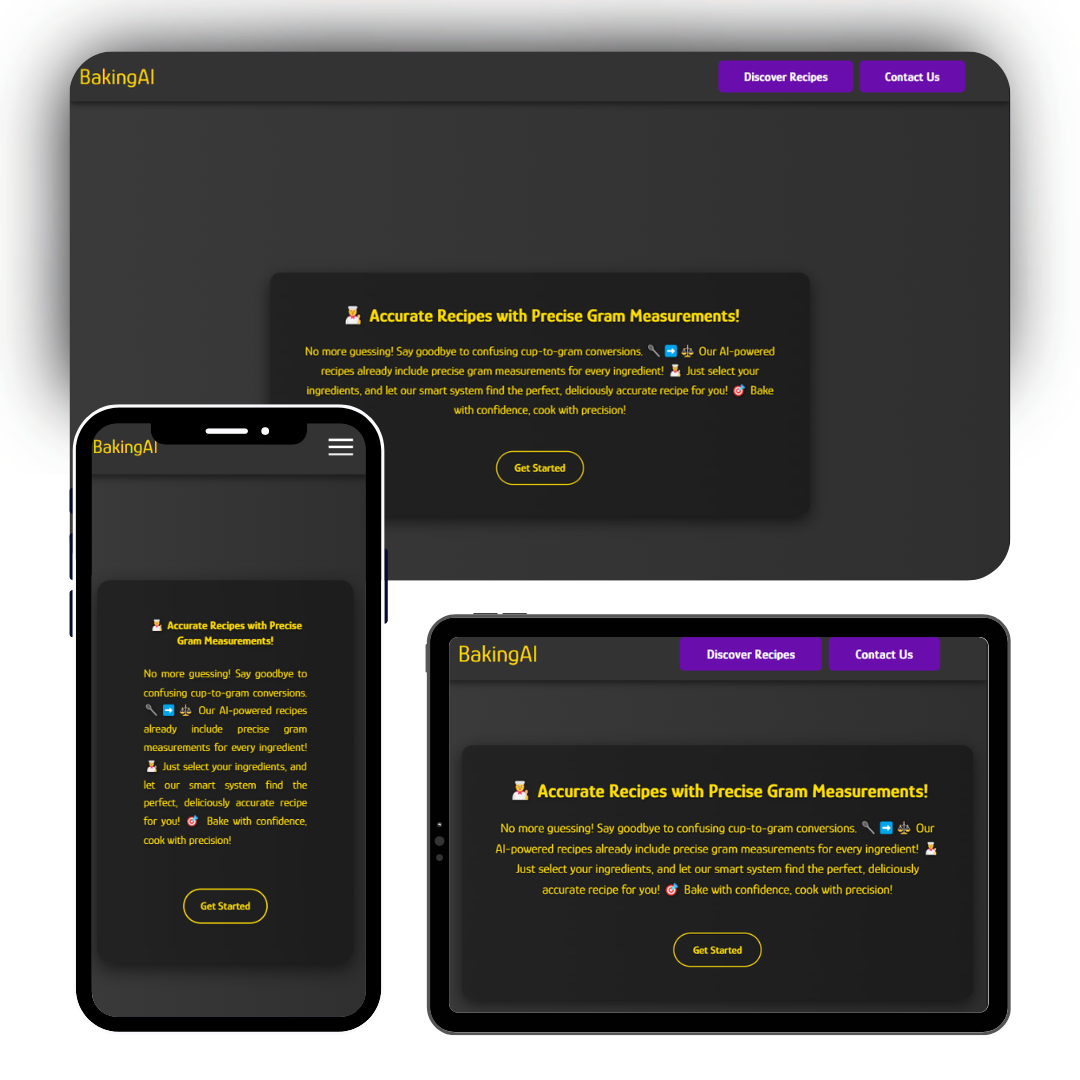 BakingAI
Discover Recipes
Contact Us
👨‍🍳 Accurate Recipes with Precise Gram Measurements!
No more guessing! Say goodbye to confusing cup-to-gram conversions. 🥄 ➡️ ⚖️ Our AI-powered
recipes already include precise gram measurements for every ingredient! 👨‍🍳 Just select your
ingredients, and let our smart system find the perfect, deliciously accurate recipe for you! 🎯 Bake
with confidence, cook with precision!
Get Started
BakingAI
👨‍🍳 Accurate Recipes with Precise
Gram Measurements!
No more guessing! Say goodbye to
confusing cup-to-gram conversions.
🥄 ➡️ ⚖️ Our AI-powered recipes
already include precise gram
measurements for every ingredient!
👨‍🍳 Just select your ingredients, and
let our smart system find the
perfect, deliciously accurate recipe
for you! 🎯 Bake with confidence,
cook with precision!
Get Started
BakingAI
Discover Recipes
Contact Us
👨‍🍳 Accurate Recipes with Precise Gram Measurements!
No more guessing! Say goodbye to confusing cup-to-gram conversions. 🥄 ➡️ ⚖️ Our
AI-powered recipes already include precise gram measurements for every ingredient! 👨‍🍳
Just select your ingredients, and let our smart system find the perfect, deliciously
accurate recipe for you! 🎯 Bake with confidence, cook with precision!
Get Started